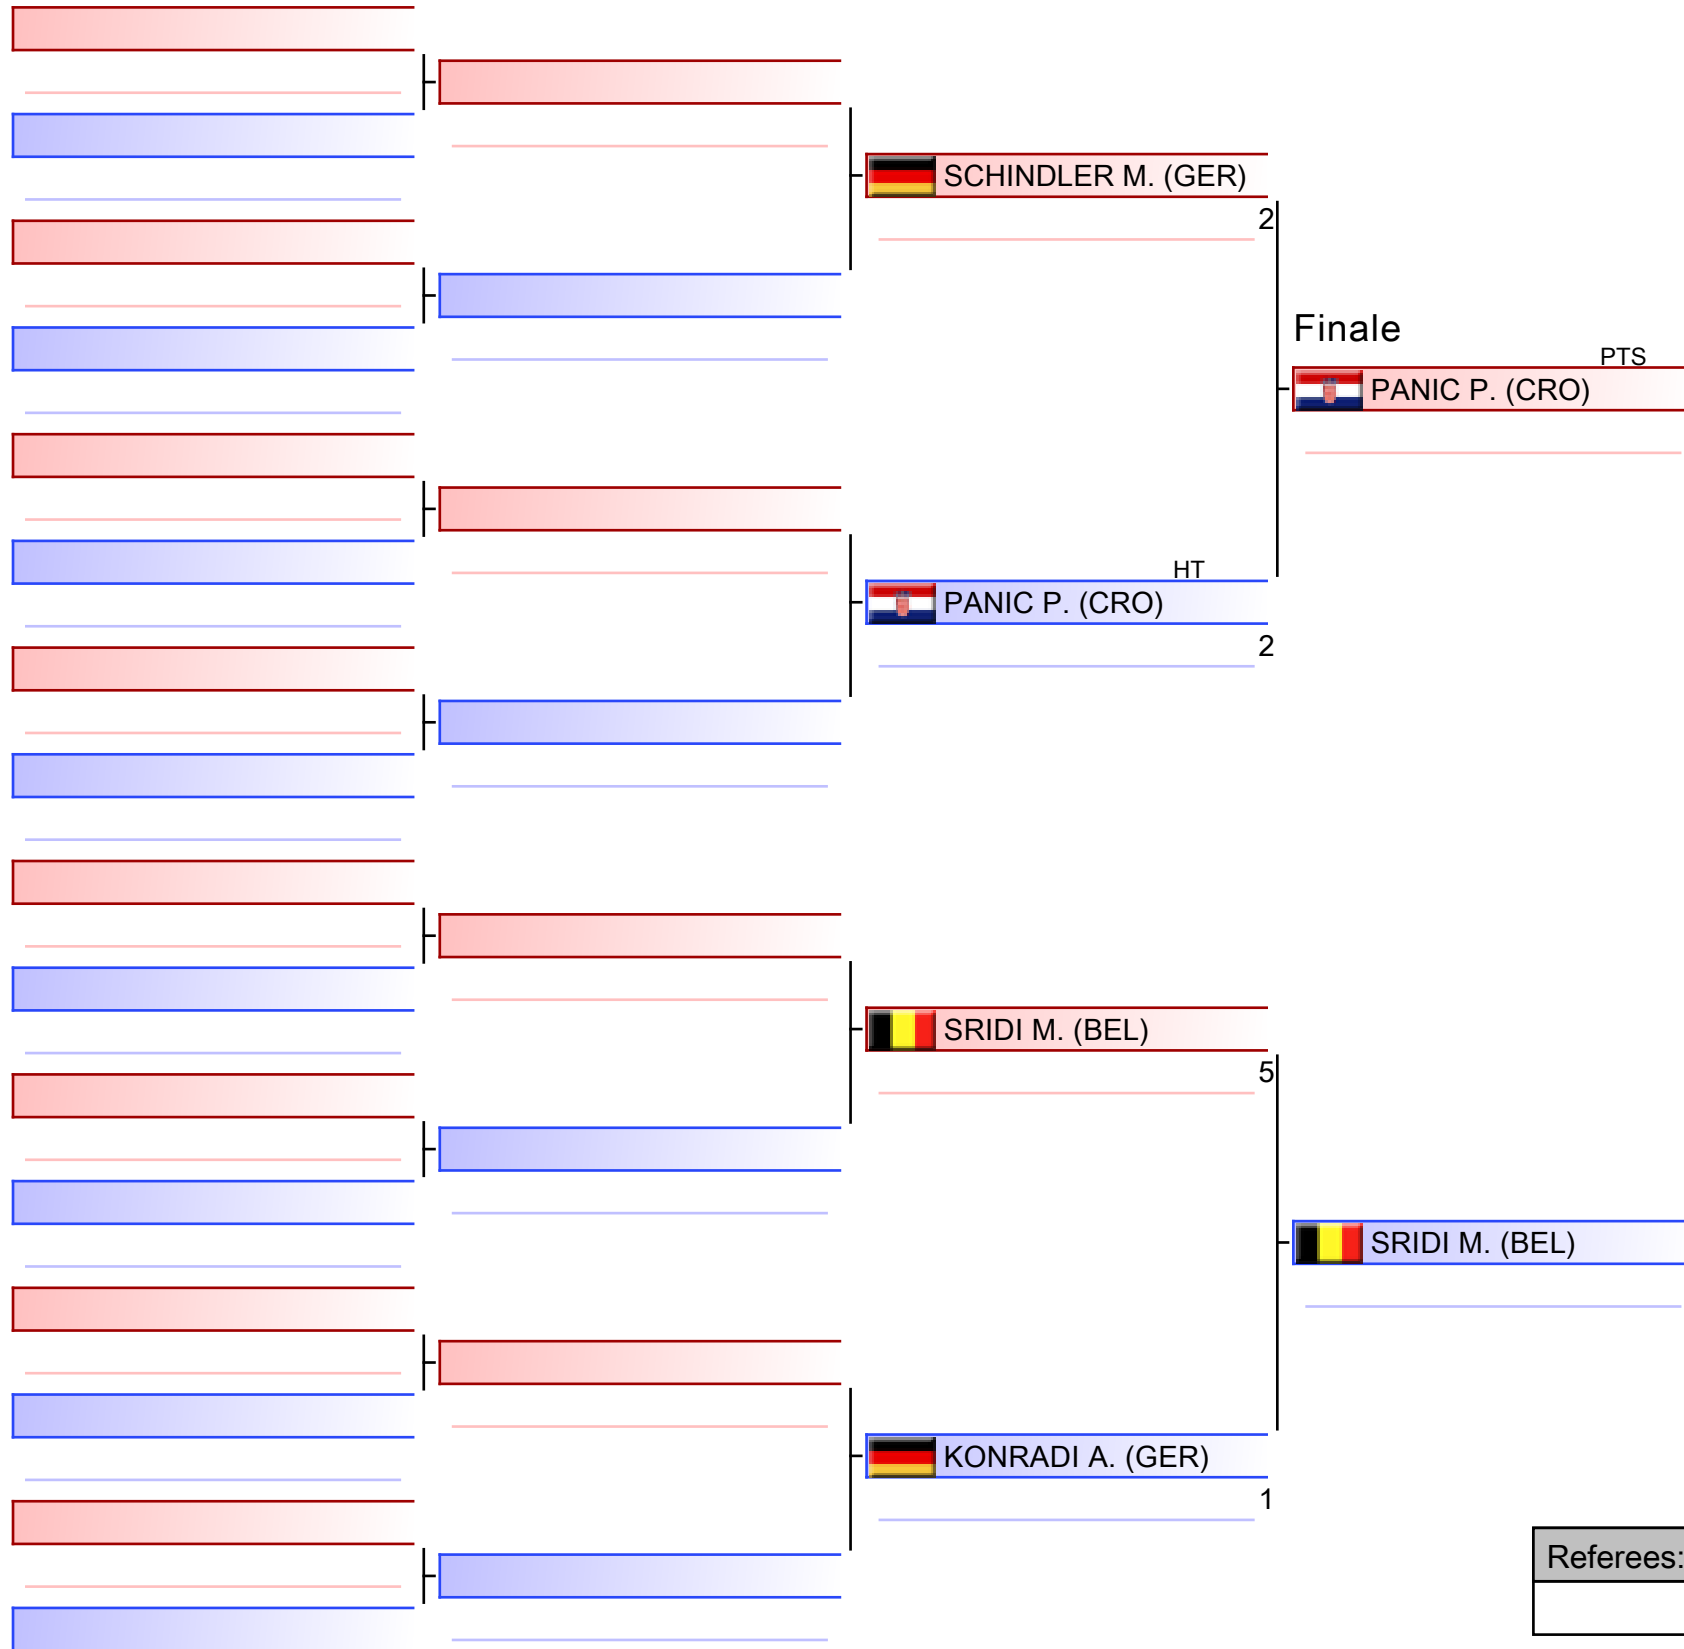 SCHINDLER M. (GER)
2
Finale
PTS
PANIC P. (CRO)
HT
PANIC P. (CRO)
2
SRIDI M. (BEL)
5
SRIDI M. (BEL)
KONRADI A. (GER)
1
Referees: